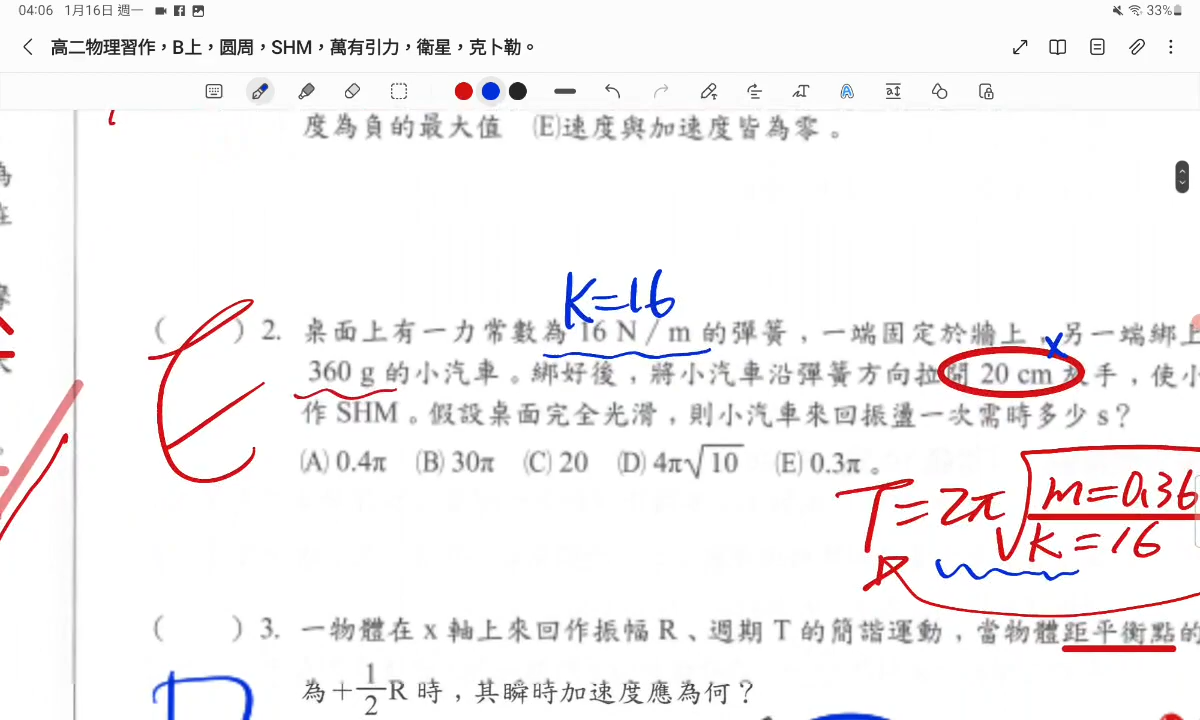 04:06 1月16日 週一 33%
高二物理習作，B上，圓周，SHM，萬有引力，衛星，克卜勒。
度為負的最大值 (E)速度與加速度皆為零。
K=16
( ) 2. 桌面上有一力常數為 16 N / m 的彈簧，一端固定於牆上，另一端綁上
x
360 g 的小汽車。綁好後，將小汽車沿彈簧方向拉開 20 cm 放手，使小
E
作 SHM。假設桌面完全光滑，則小汽車來回振盪一次需時多少 s？
(A) 0.4π (B) 30π (C) 20 (D) 4π√10 (E) 0.3π。
T=2π√(m=0.36/k=16)
( ) 3. 一物體在 x 軸上來回作振幅 R、週期 T 的簡諧運動，當物體距平衡點的
為+1/2R 時，其瞬時加速度應為何？